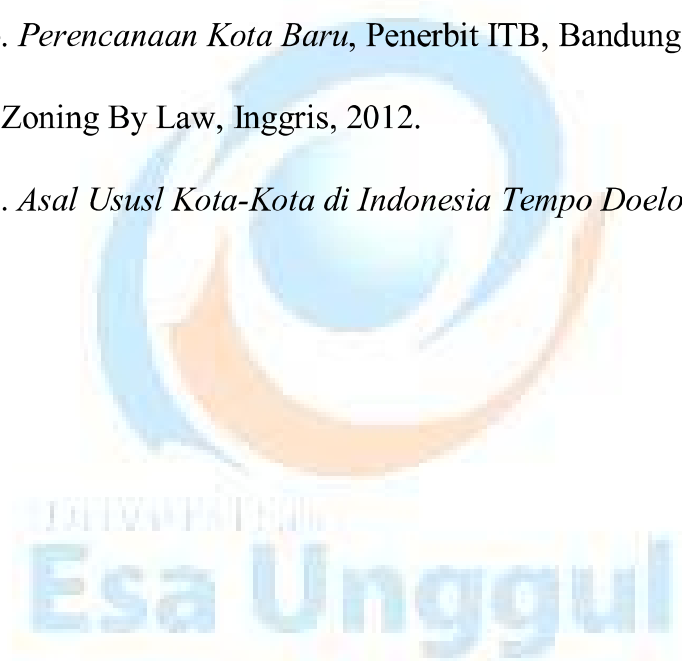 . Perencanaan Kota Baru, Penerbit ITB, Bandung
Zoning By Law, Inggris, 2012.
. Asal Ususl Kota-Kota di Indonesia Tempo Doelo
Esa Unggul